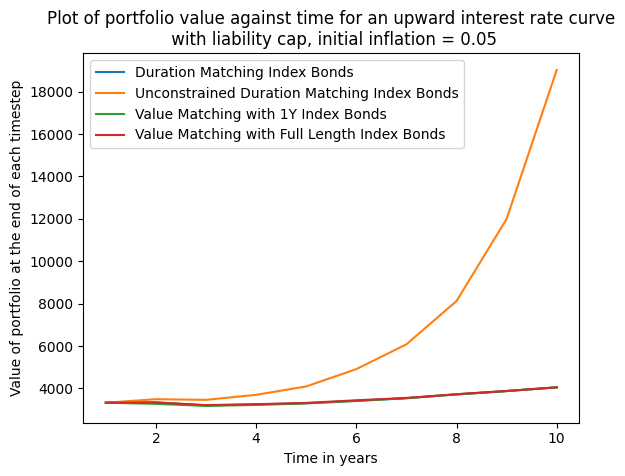 Plot of portfolio value against time for an upward interest rate curve
with liability cap, initial inflation = 0.05
Duration Matching Index Bonds
Unconstrained Duration Matching Index Bonds
Value Matching with 1Y Index Bonds
Value Matching with Full Length Index Bonds
Value of portfolio at the end of each timestep
18000
16000
14000
12000
10000
8000
6000
4000
2
4
6
8
10
Time in years